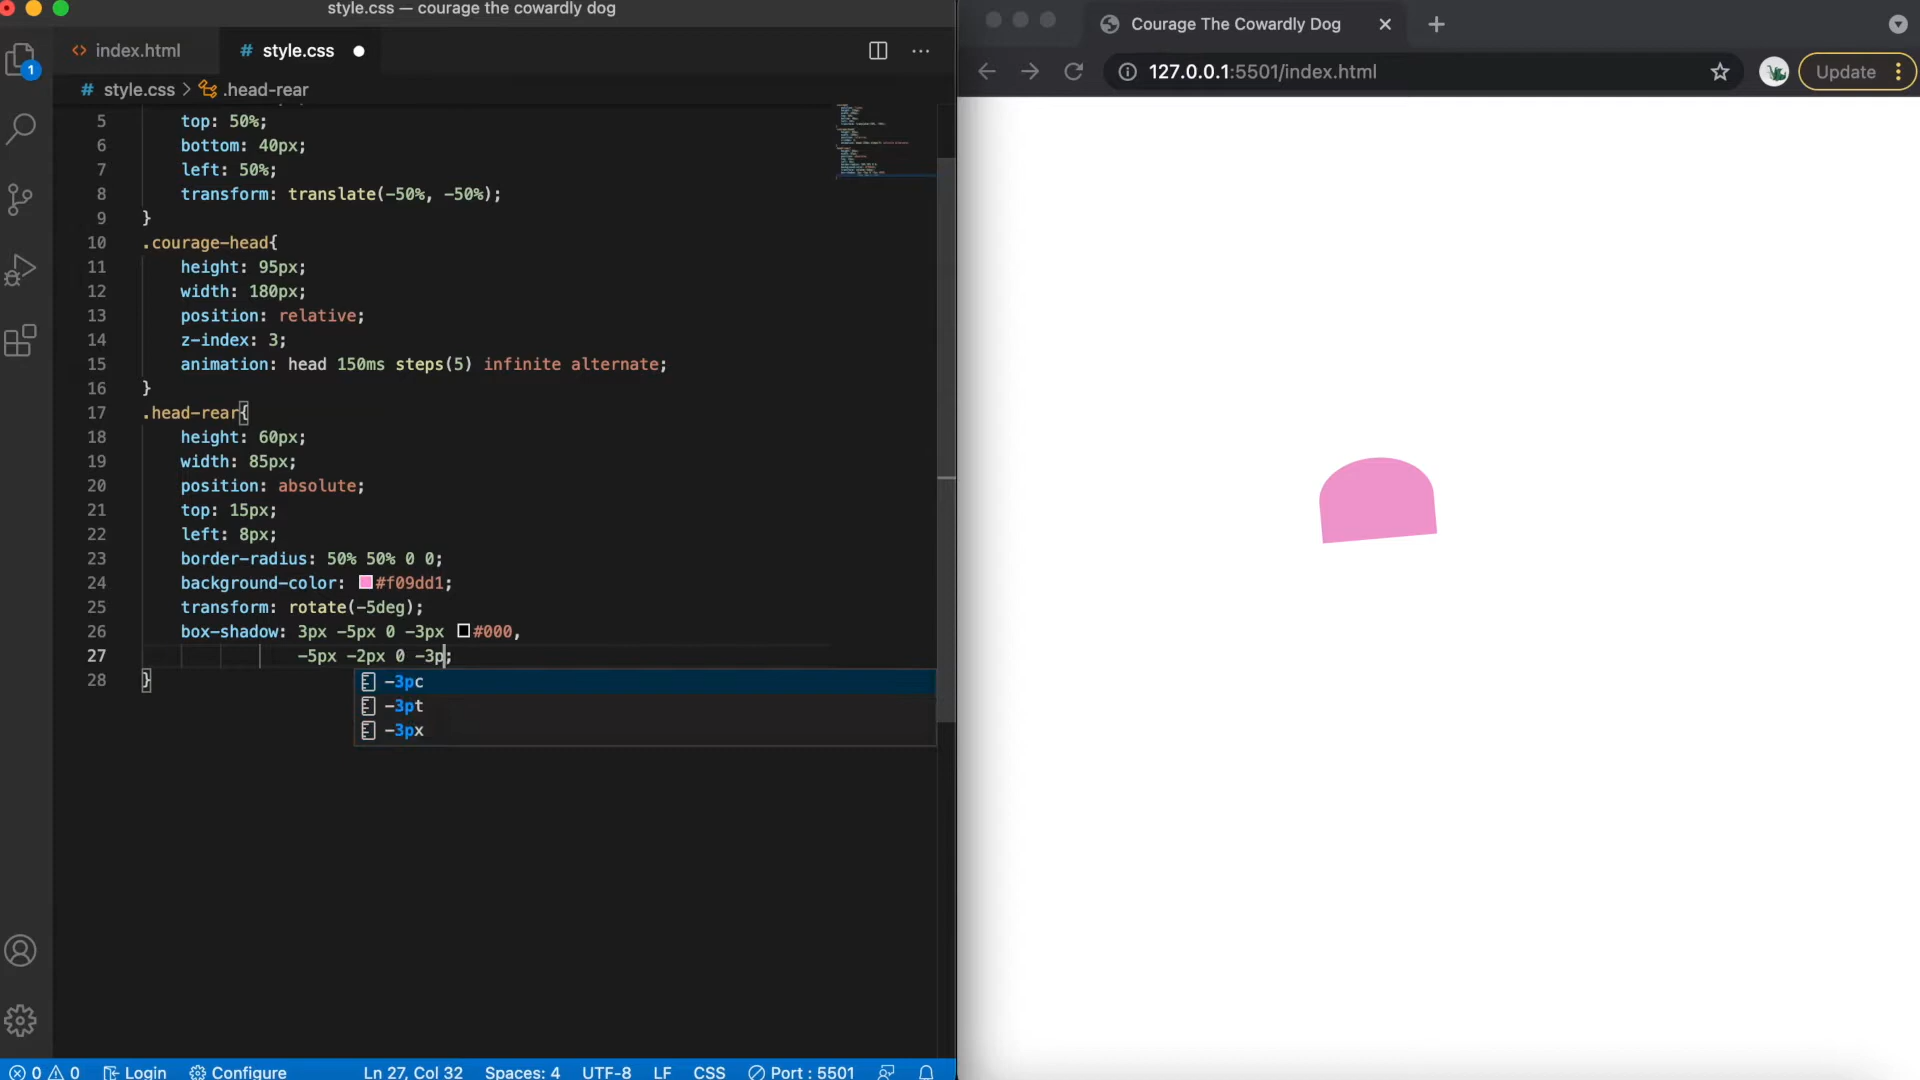 style.css — courage the cowardly dog
index.html
style.css
style.css > .head-rear
5 top: 50%;
6 bottom: 40px;
7 left: 50%;
8 transform: translate(-50%, -50%);
9 }
10 .courage-head{
11 height: 95px;
12 width: 180px;
13 position: relative;
14 z-index: 3;
15 animation: head 150ms steps(5) infinite alternate;
16 }
17 .head-rear{
18 height: 60px;
19 width: 85px;
20 position: absolute;
21 top: 15px;
22 left: 8px;
23 border-radius: 50% 50% 0 0;
24 background-color: #f09dd1;
25 transform: rotate(-5deg);
26 box-shadow: 3px -5px 0 -3px #000,
27 -5px -2px 0 -3p;
28 }
-3pc
-3pt
-3px
1
0 0 Login Configure Ln 27, Col 32 Spaces: 4 UTF-8 LF CSS Port : 5501
Courage The Cowardly Dog
127.0.0.1:5501/index.html
Update